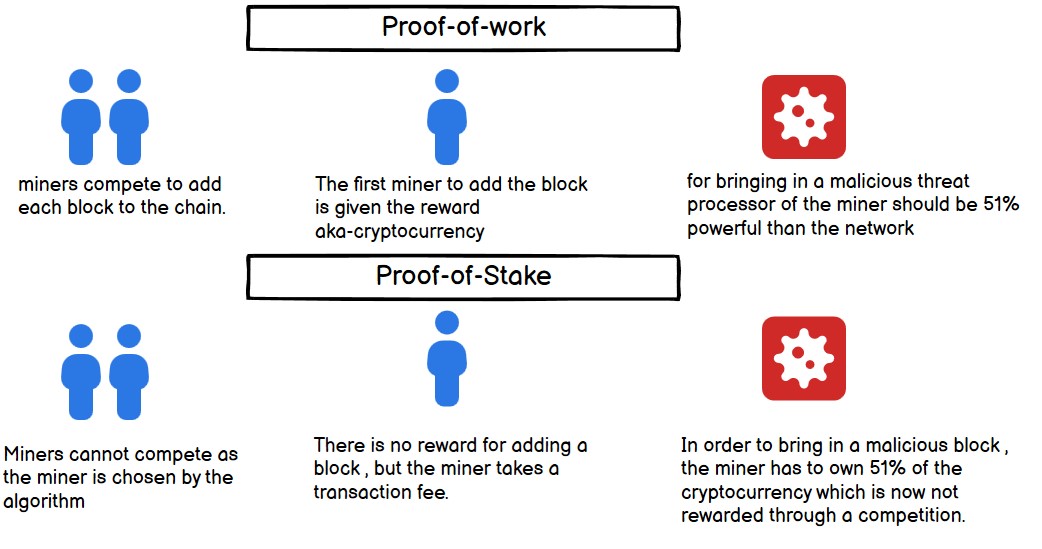 Proof-of-work
miners compete to add
each block to the chain.
The first miner to add the block
is given the reward
aka-cryptocurrency
for bringing in a malicious threat
processor of the miner should be 51%
powerful than the network
Proof-of-Stake
Miners cannot compete as
the miner is chosen by the
algorithm
There is no reward for adding a
block , but the miner takes a
transaction fee.
In order to bring in a malicious block ,
the miner has to own 51% of the
cryptocurrency which is now not
rewarded through a competition.